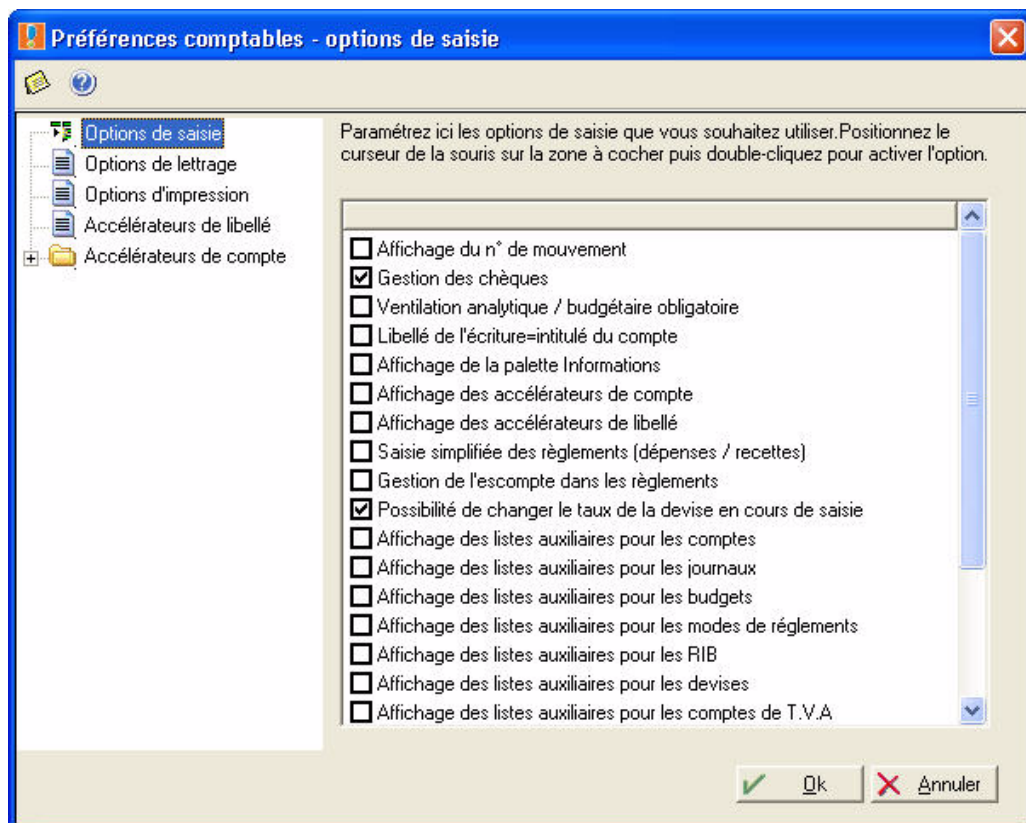 Préférences comptables - options de saisie
Options de saisie
Options de lettrage
Options d'impression
Accélérateurs de libellé
Accélérateurs de compte
Paramétrez ici les options de saisie que vous souhaitez utiliser.Positionnez le
curseur de la souris sur la zone à cocher puis double-cliquez pour activer l'option.
Affichage du n° de mouvement
Gestion des chèques
Ventilation analytique / budgétaire obligatoire
Libellé de l'écriture=intitulé du compte
Affichage de la palette Informations
Affichage des accélérateurs de compte
Affichage des accélérateurs de libellé
Saisie simplifiée des règlements (dépenses / recettes)
Gestion de l'escompte dans les règlements
Possibilité de changer le taux de la devise en cours de saisie
Affichage des listes auxiliaires pour les comptes
Affichage des listes auxiliaires pour les journaux
Affichage des listes auxiliaires pour les budgets
Affichage des listes auxiliaires pour les modes de réglements
Affichage des listes auxiliaires pour les RIB
Affichage des listes auxiliaires pour les devises
Affichage des listes auxiliaires pour les comptes de T.V.A
Ok
Annuler